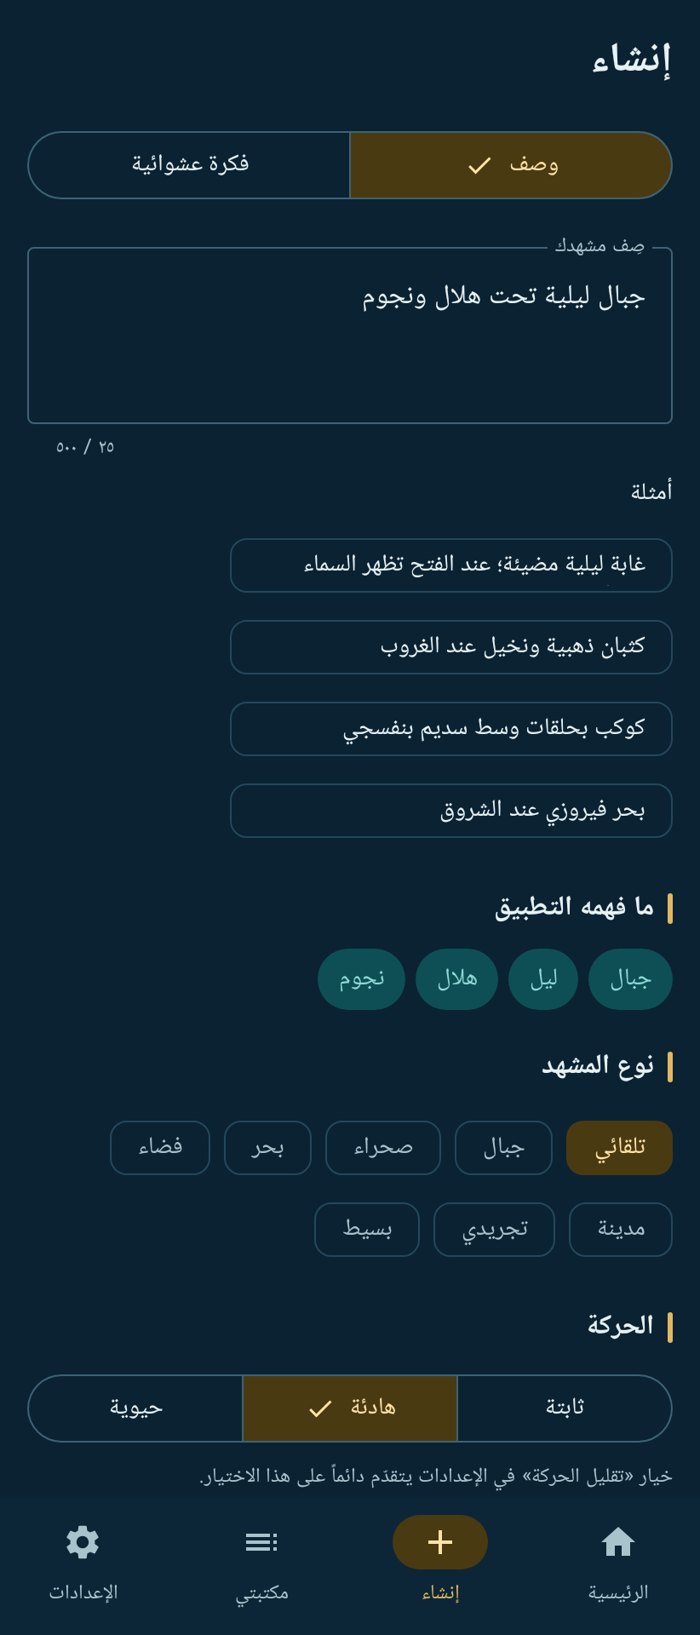 إنشاء
وصف
فكرة عشوائية
صِف مشهدك
جبال ليلية تحت هلال ونجوم
٢٥ / ٥٠٠
أمثلة
غابة ليلية مضيئة؛ عند الفتح تظهر السماء
كثبان ذهبية ونخيل عند الغروب
كوكب بحلقات وسط سديم بنفسجي
بحر فيروزي عند الشروق
ما فهمه التطبيق
جبال ليل هلال نجوم
نوع المشهد
تلقائي جبال صحراء بحر فضاء
مدينة تجريدي بسيط
الحركة
ثابتة هادئة حيوية
خيار «تقليل الحركة» في الإعدادات يتقدّم دائماً على هذا الاختيار.
الرئيسية إنشاء مكتبتي الإعدادات